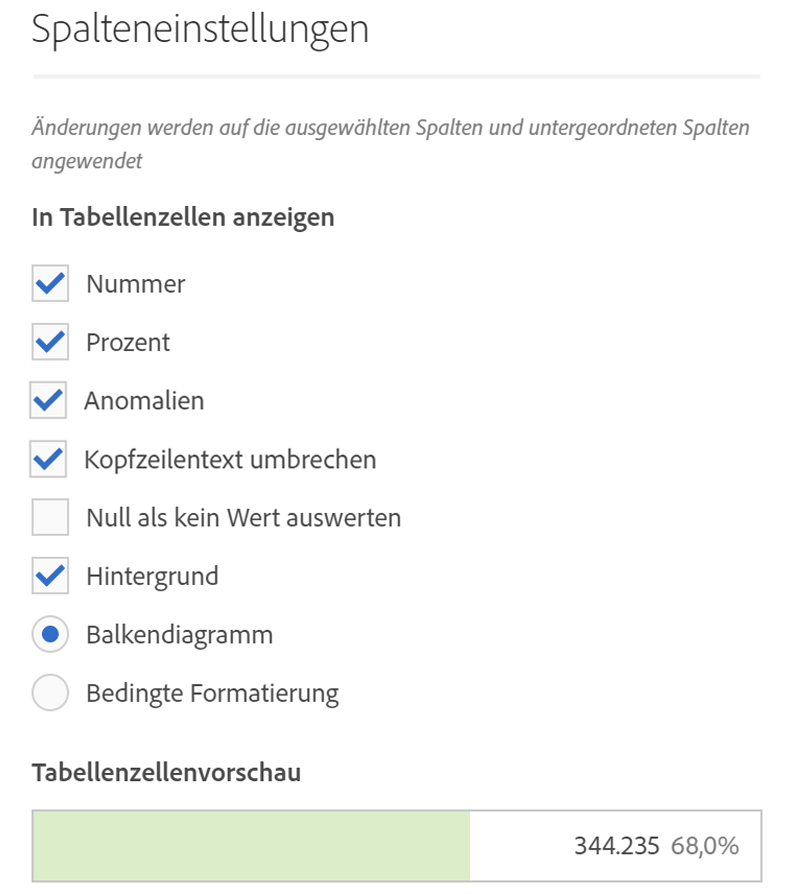 Spalteneinstellungen
Änderungen werden auf die ausgewählten Spalten und untergeordneten Spalten
angewendet
In Tabellenzellen anzeigen
Nummer
Prozent
Anomalien
Kopfzeilentext umbrechen
Null als kein Wert auswerten
Hintergrund
Balkendiagramm
Bedingte Formatierung
Tabellenzellenvorschau
344.235 68,0%